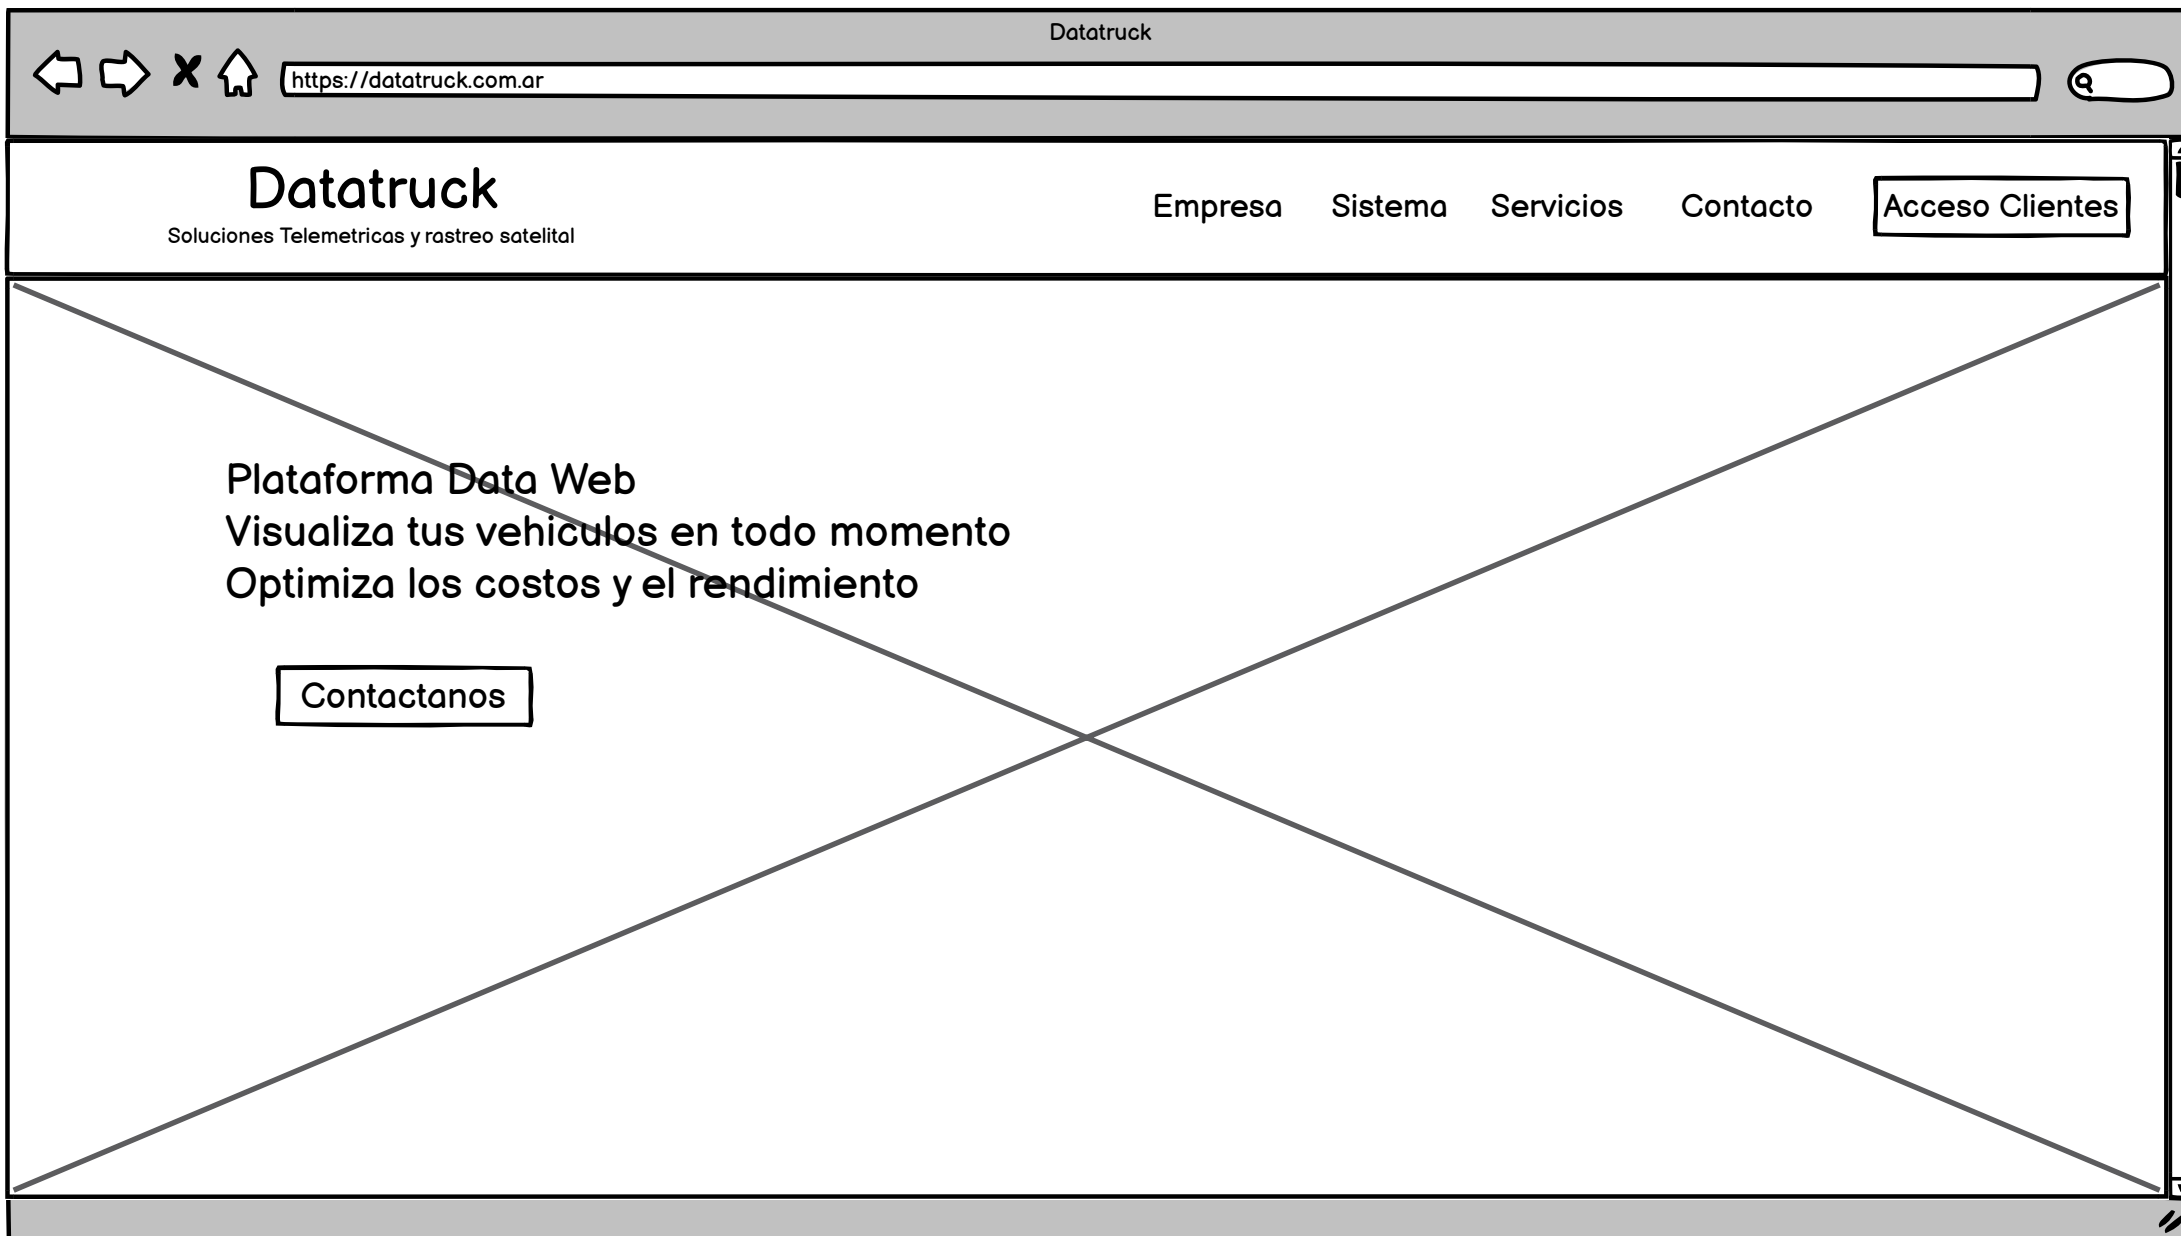 Datatruck
https://datatruck.com.ar
Datatruck
Soluciones Telemetricas y rastreo satelital
Empresa Sistema Servicios Contacto Acceso Clientes
Plataforma Data Web
Visualiza tus vehiculos en todo momento
Optimiza los costos y el rendimiento
Contactanos